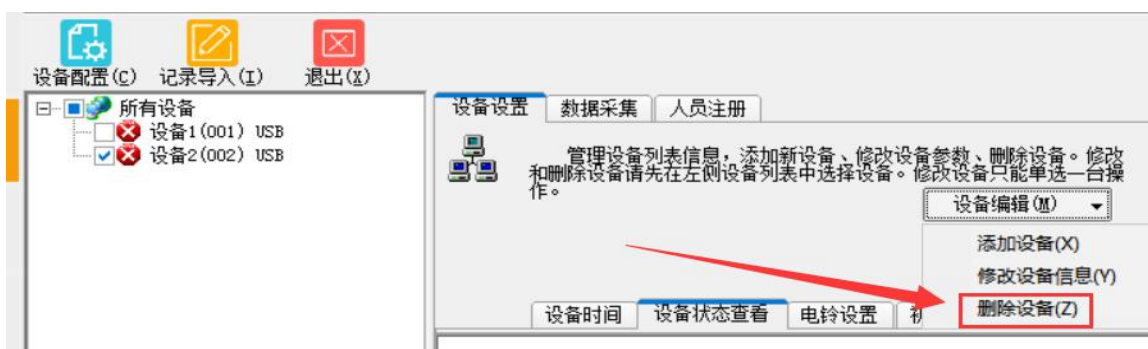 设备配置(C) 记录导入(I) 退出(X)
所有设备
设备1(001) USB
设备2(002) USB
设备设置 数据采集 人员注册
管理设备列表信息，添加新设备、修改设备参数、删除设备。修改
和删除设备请先在左侧设备列表中选择设备。修改设备只能单选一台操
作。
设备编辑(M)
添加设备(X)
修改设备信息(Y)
删除设备(Z)
设备时间 设备状态查看 电铃设置